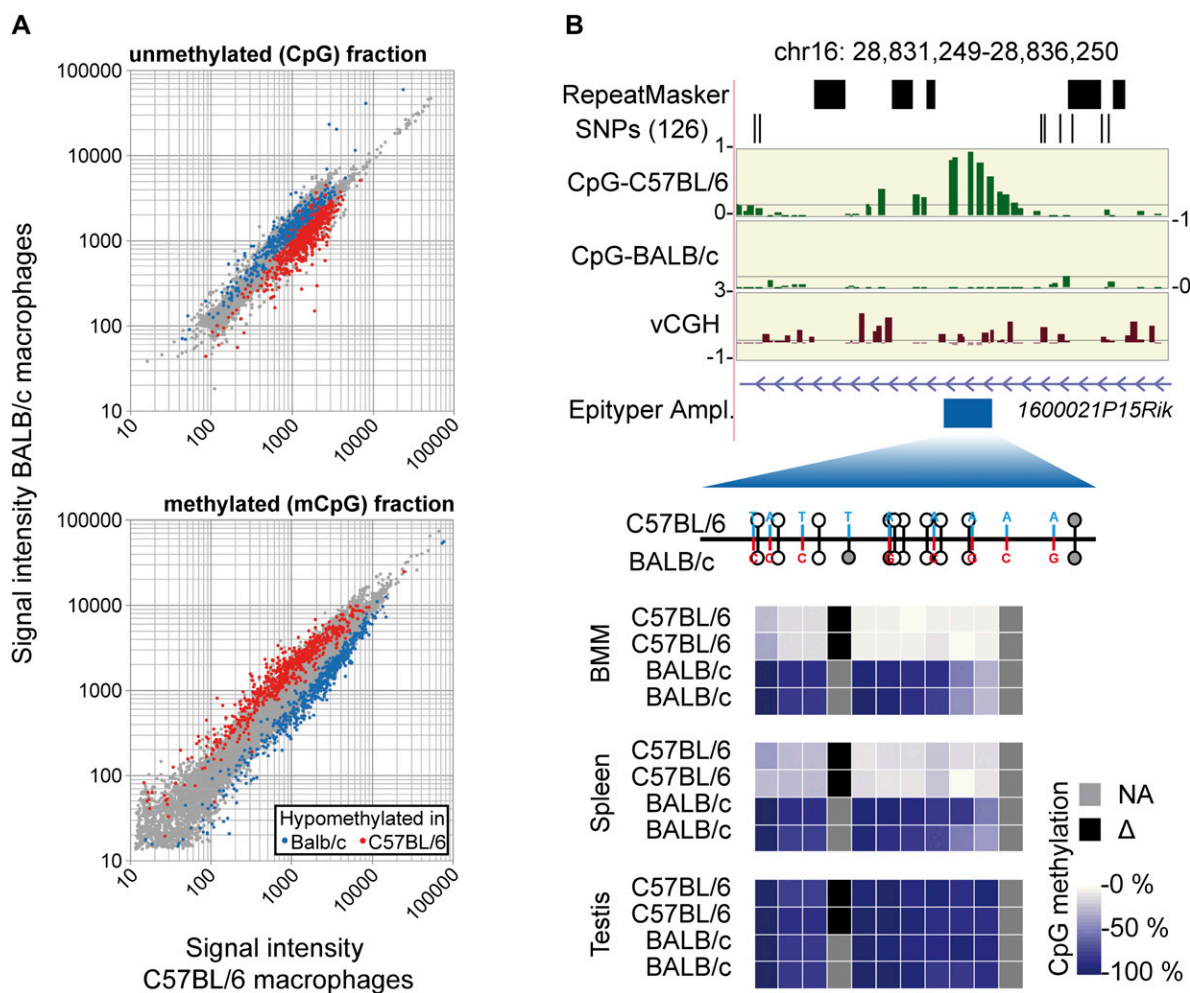 A
unmethylated (CpG) fraction
100000
10000
1000
100
10
10
100
1000
10000
100000
methylated (mCpG) fraction
100000
10000
1000
100
10
Hypomethylated in
Balb/c
C57BL/6
10
100
1000
10000
100000
Signal intensity BALB/c macrophages
Signal intensity
C57BL/6 macrophages
B
chr16: 28,831,249-28,836,250
RepeatMasker
SNPs (126)
1
CpG-C57BL/6
0
-1
CpG-BALB/c
-0
3
vCGH
-1
Epityper Ampl.
1600021P15Rik
C57BL/6
T A T T A A A A A
BALB/c
C G C G C G C G
BMM
C57BL/6
C57BL/6
BALB/c
BALB/c
Spleen
C57BL/6
C57BL/6
BALB/c
BALB/c
Testis
C57BL/6
C57BL/6
BALB/c
BALB/c
NA
Δ
CpG methylation
-0 %
-50 %
-100 %